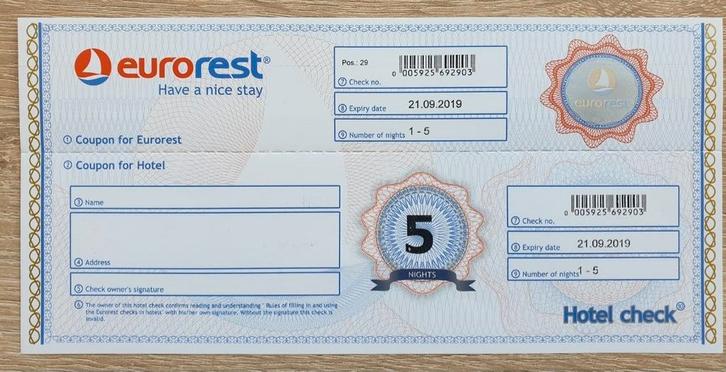 eurorest®
Have a nice stay
① Coupon for Eurorest
Pos.: 29
0 005925 692903
⑦ Check no.
⑧ Expiry date 21.09.2019
⑨ Number of nights 1 - 5
eurorest
② Coupon for Hotel
③ Name
④ Address
⑤ Check owner's signature
⑥ The owner of this hotel check confirms reading and understanding " Rules of filling in and using
the Eurorest checks in hotels" with his/her own signature. Without the signature this check is
invalid.
5
NIGHTS
0 005925 692903
⑦ Check no.
⑧ Expiry date 21.09.2019
⑨ Number of nights 1 - 5
Hotel check